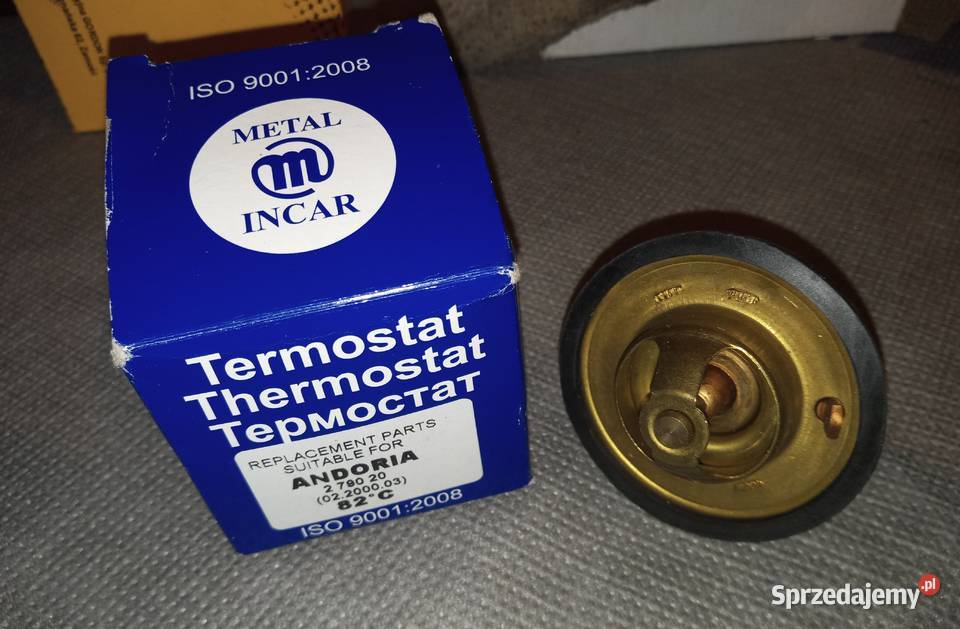 ISO 9001:2008
METAL
m
INCAR
Termostat
Thermostat
Термостат
REPLACEMENT PARTS
SUITABLE FOR
ANDORIA
2 790 20
(02.2000.03)
82°C
ISO 9001:2008
Sprzedajemy.pl